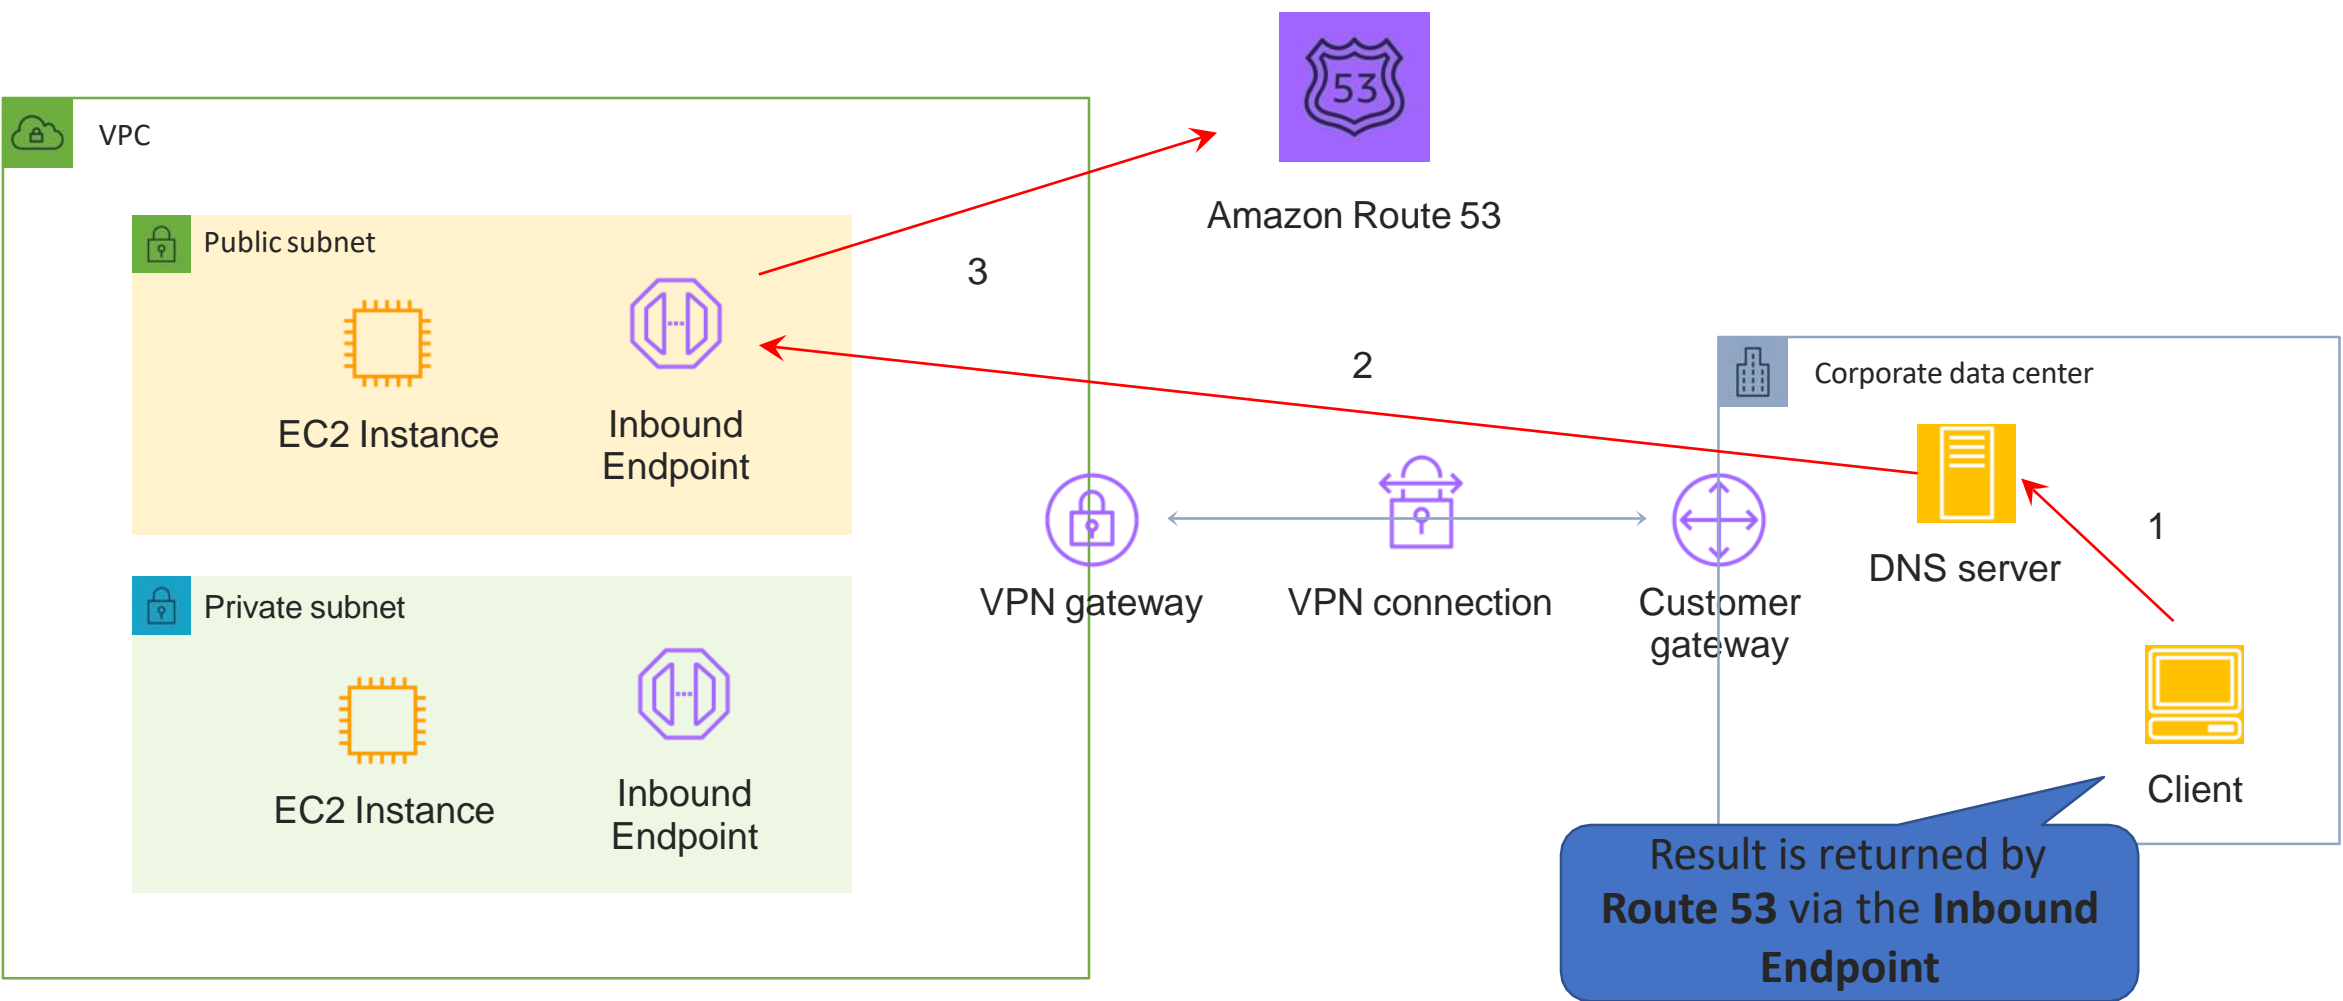 53
Amazon Route 53
VPC
Public subnet
EC2 Instance
Inbound
Endpoint
3
2
1
Corporate data center
DNS server
Client
VPN gateway
VPN connection
Customer
gateway
Private subnet
EC2 Instance
Inbound
Endpoint
Result is returned by
Route 53 via the Inbound
Endpoint